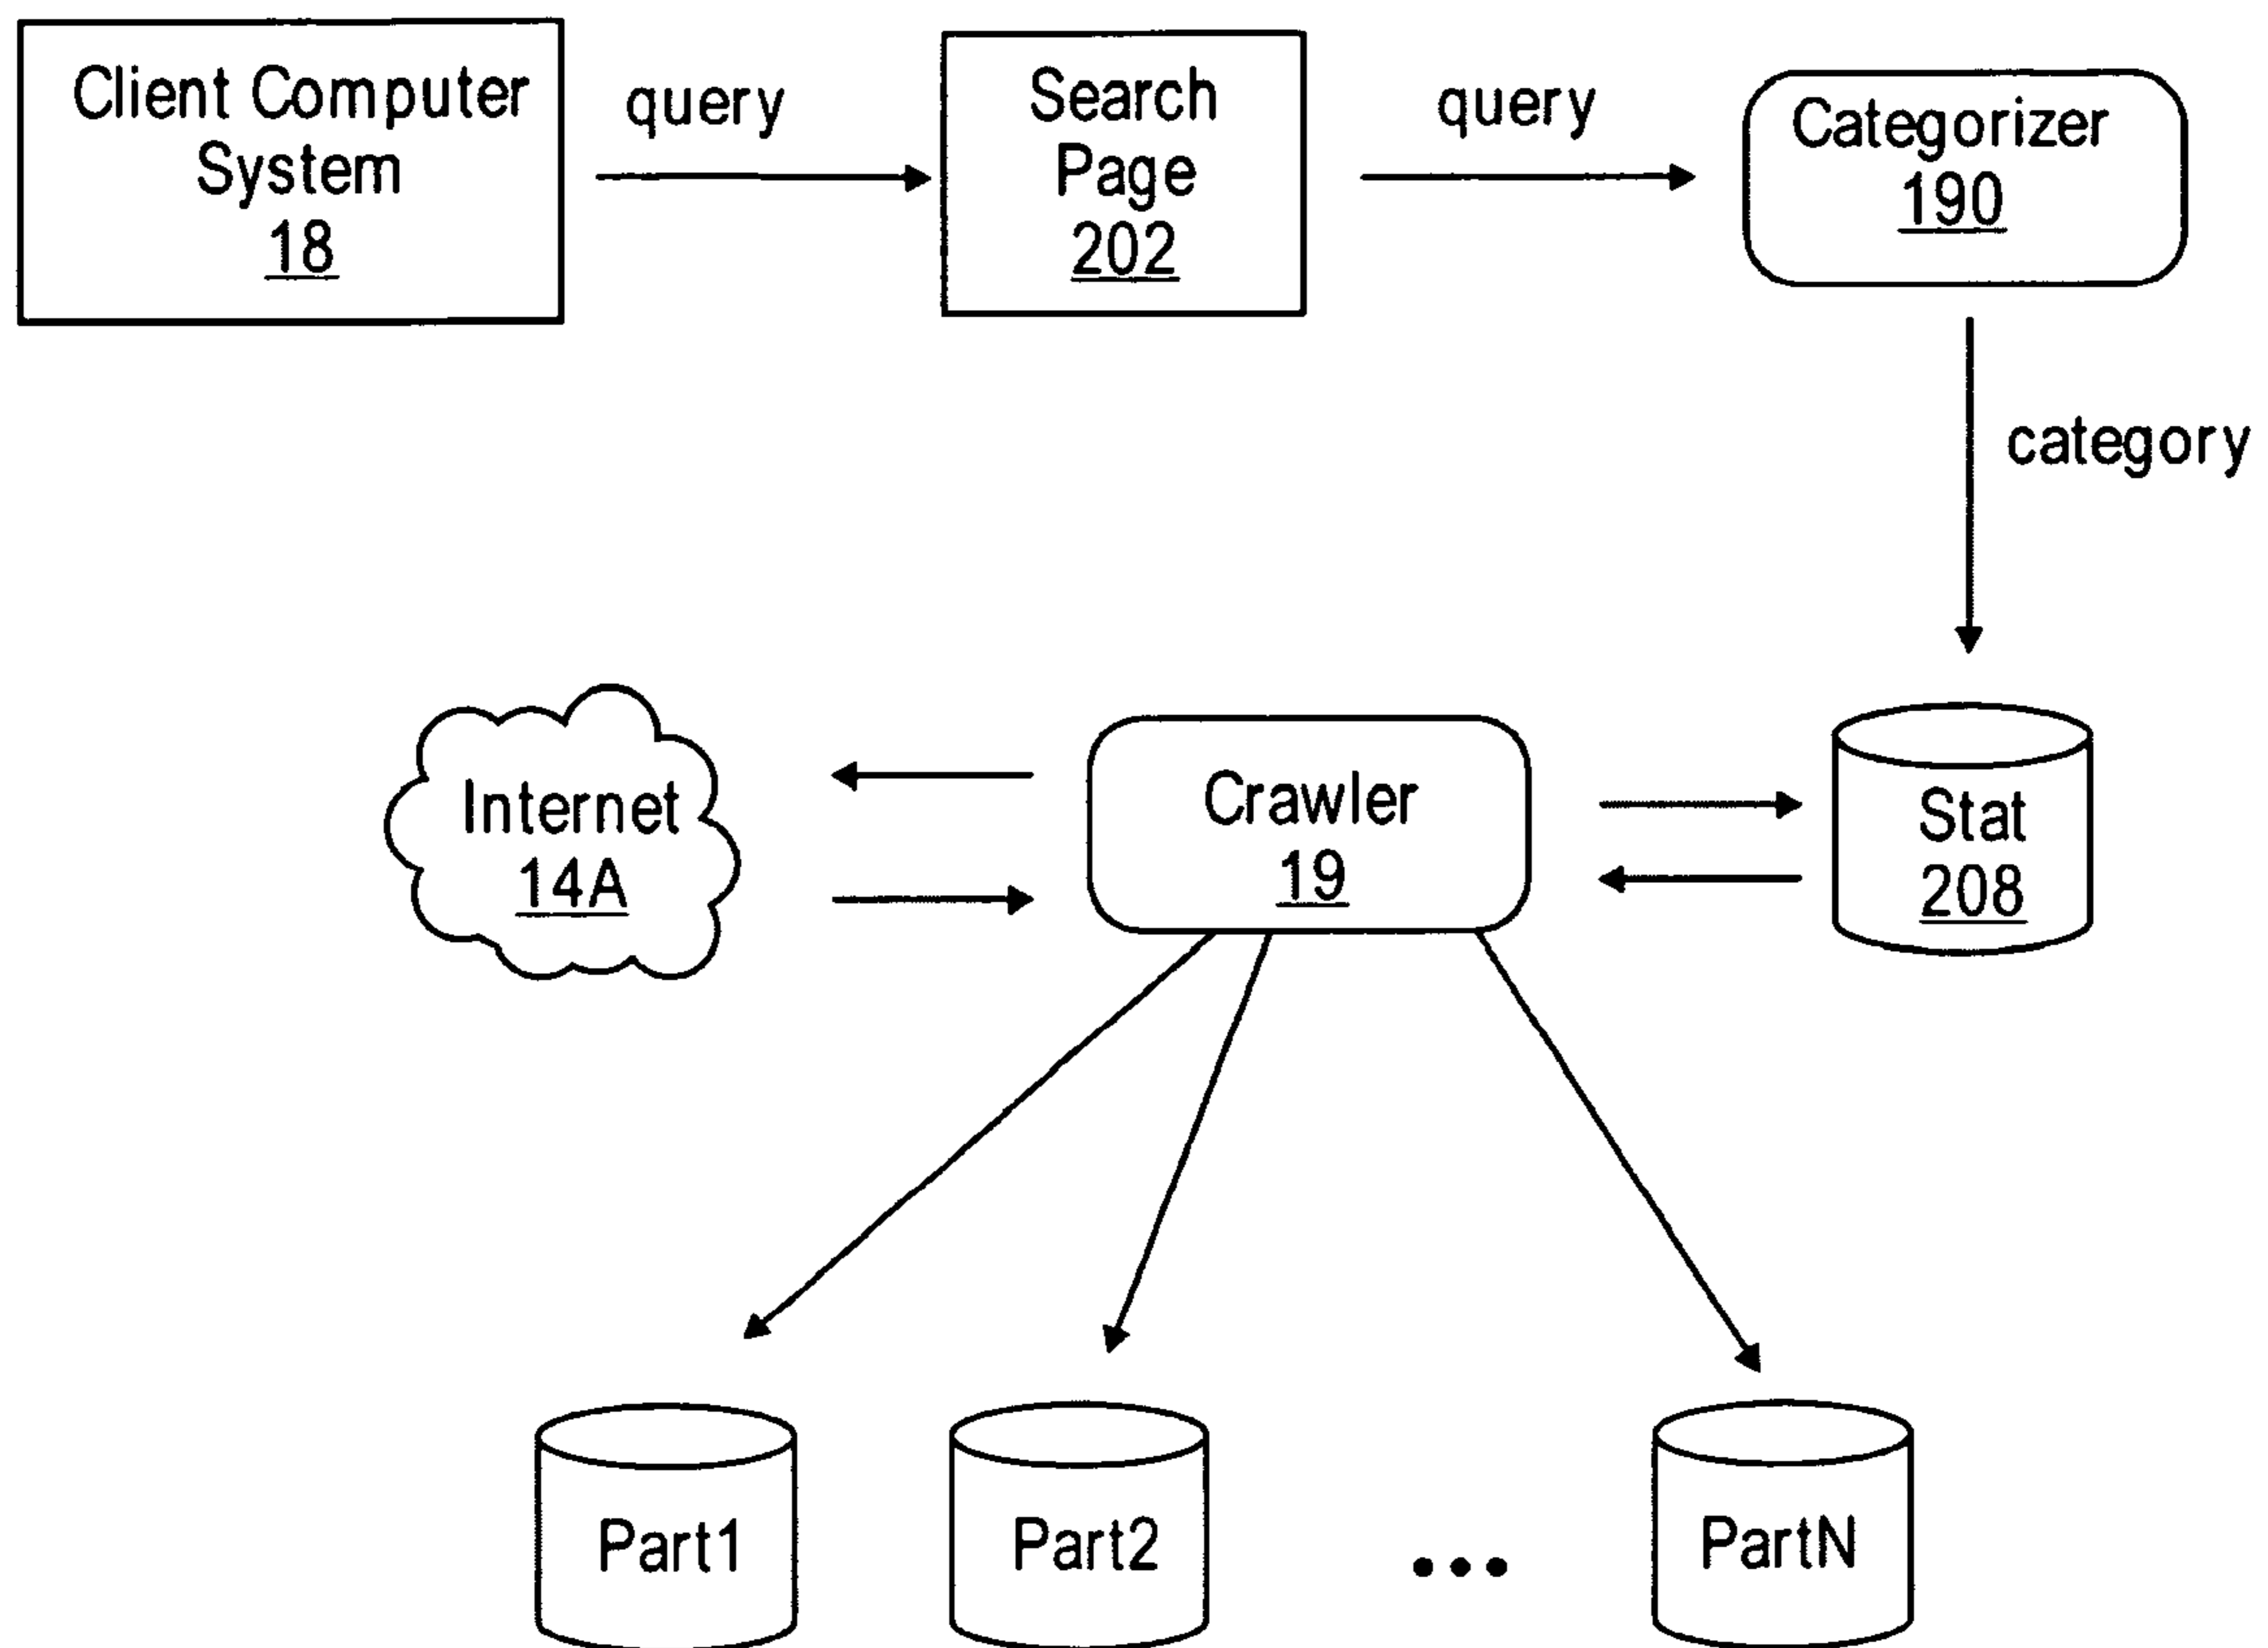 Client Computer
System
18
query
Search
Page
202
query
Categorizer
190
category
Internet
14A
Crawler
19
Stat
208
Part1
Part2
...
PartN